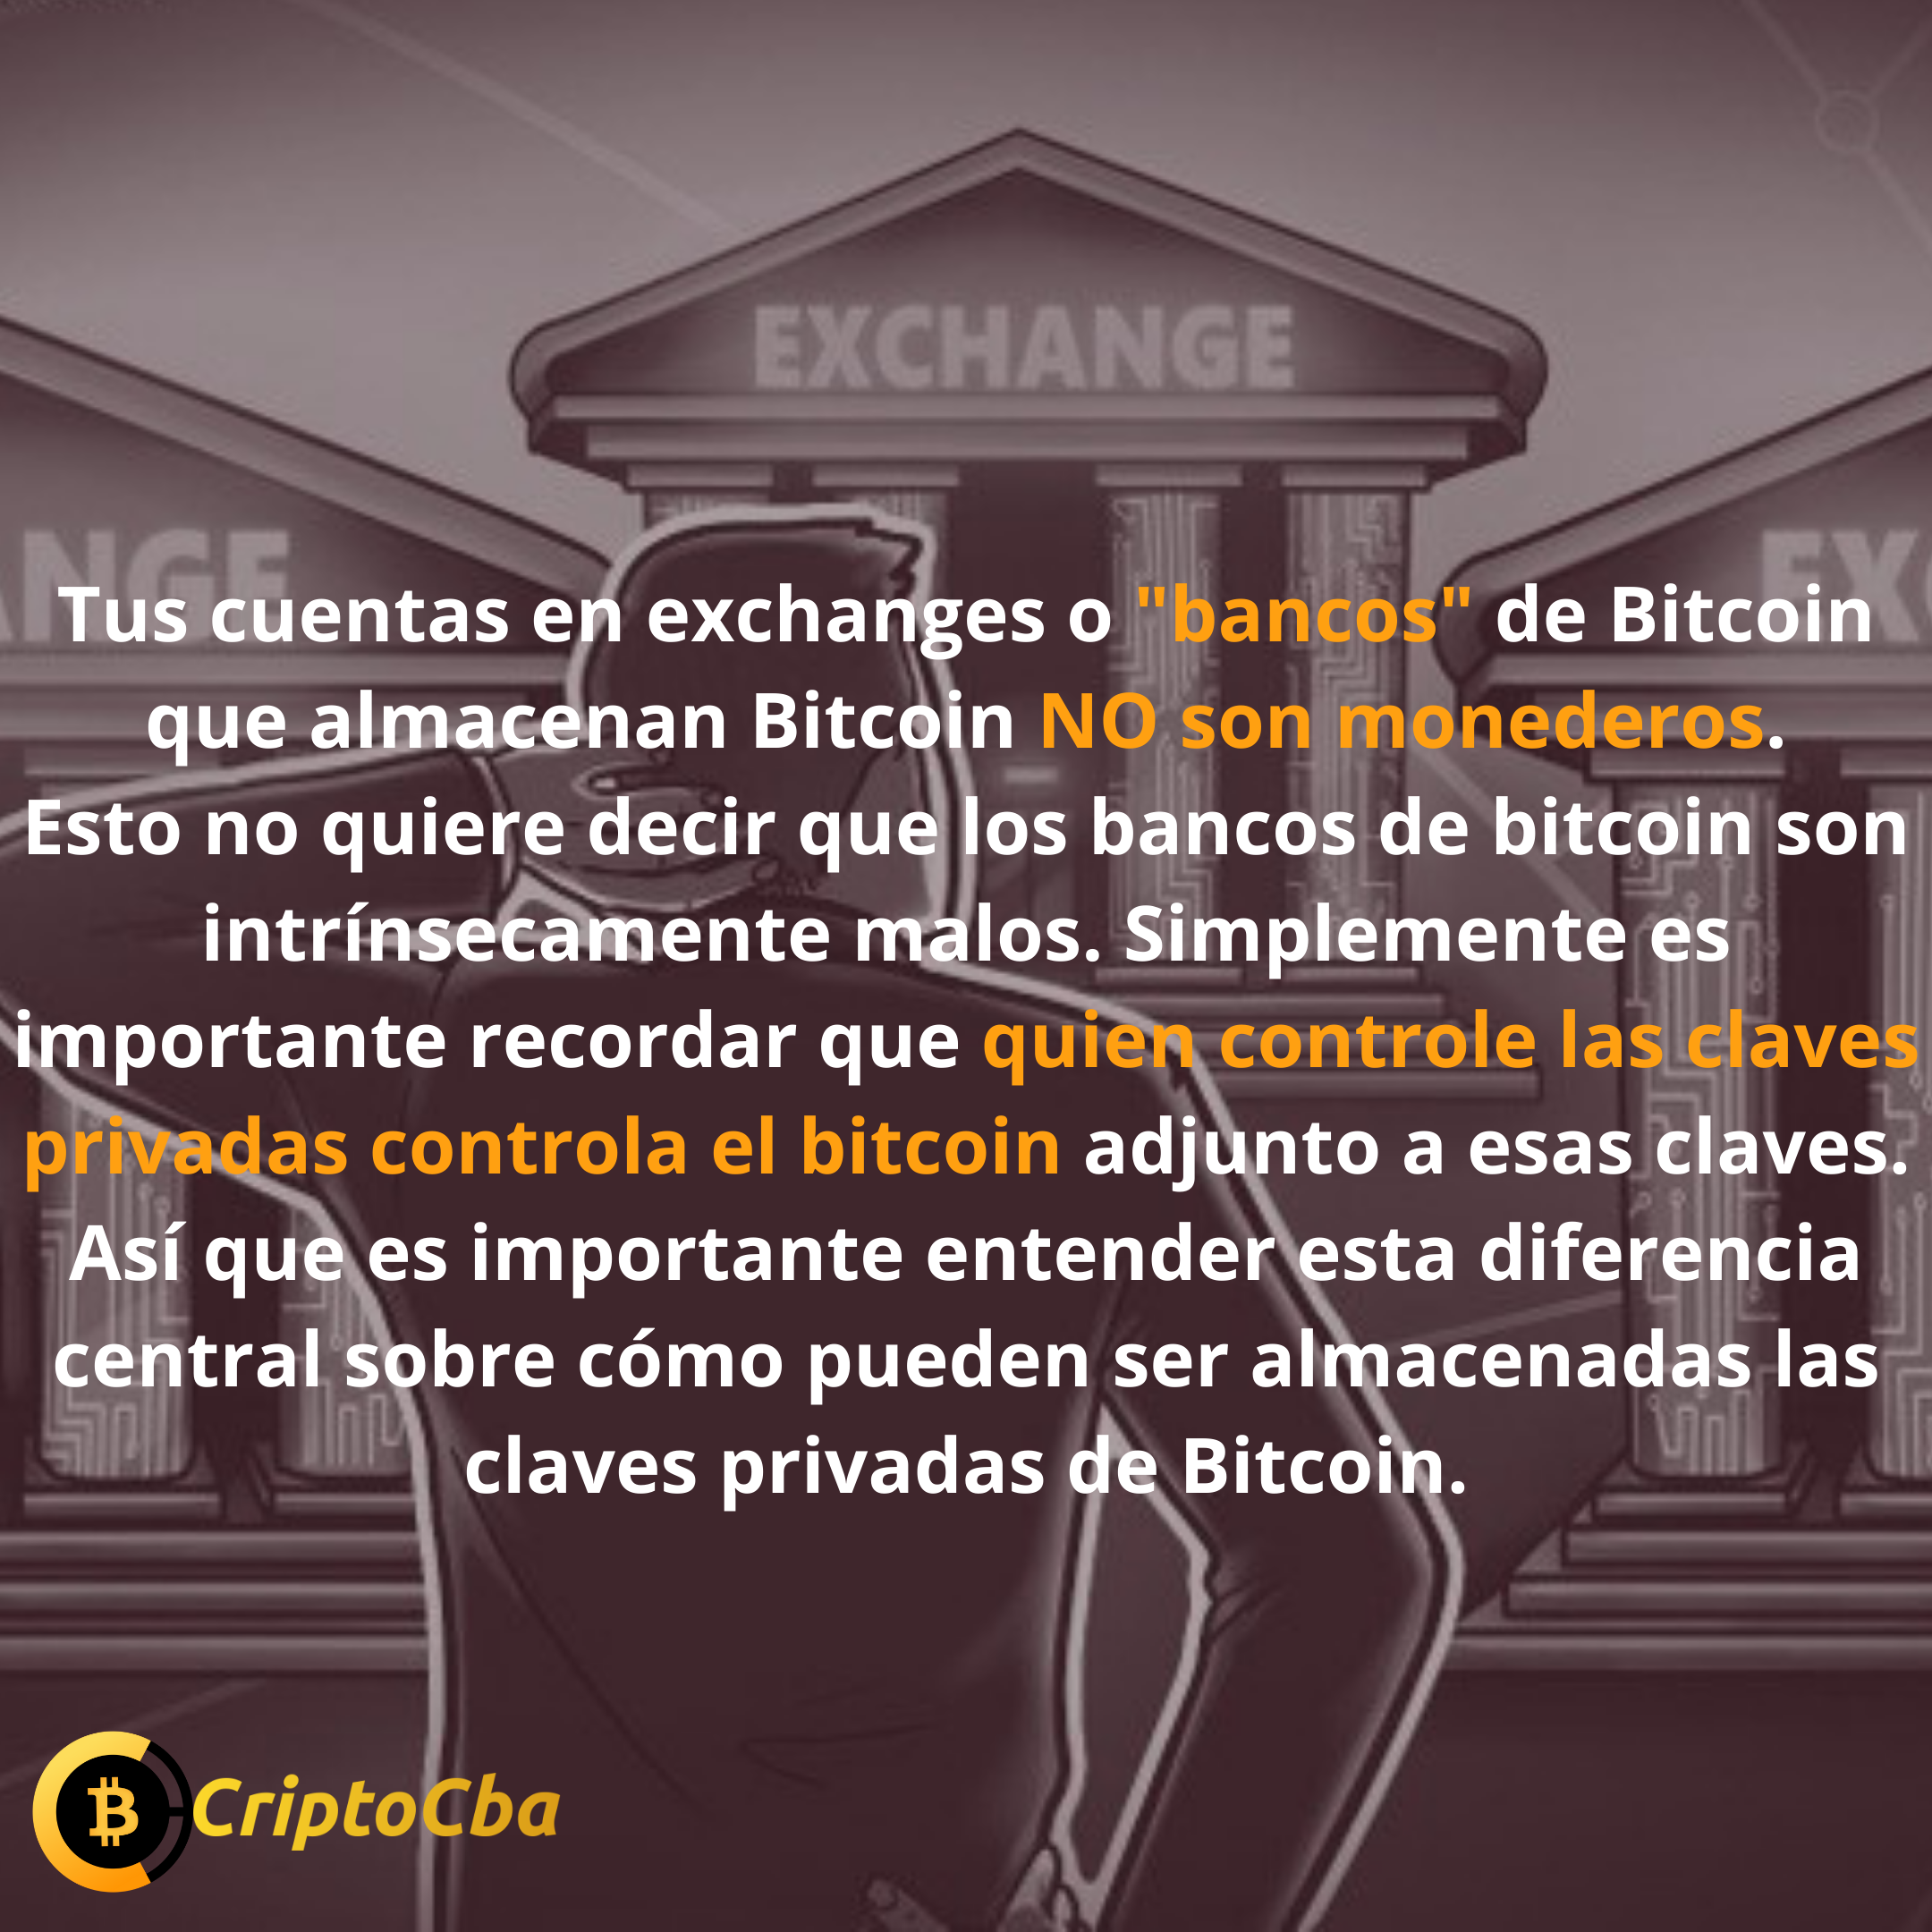 EXCHANGE
ANGE
EX
Tus cuentas en exchanges o "bancos" de Bitcoin
que almacenan Bitcoin NO son monederos.
Esto no quiere decir que los bancos de bitcoin son
intrínsecamente malos. Simplemente es
importante recordar que quien controle las claves
privadas controla el bitcoin adjunto a esas claves.
Así que es importante entender esta diferencia
central sobre cómo pueden ser almacenadas las
claves privadas de Bitcoin.
CriptoCba